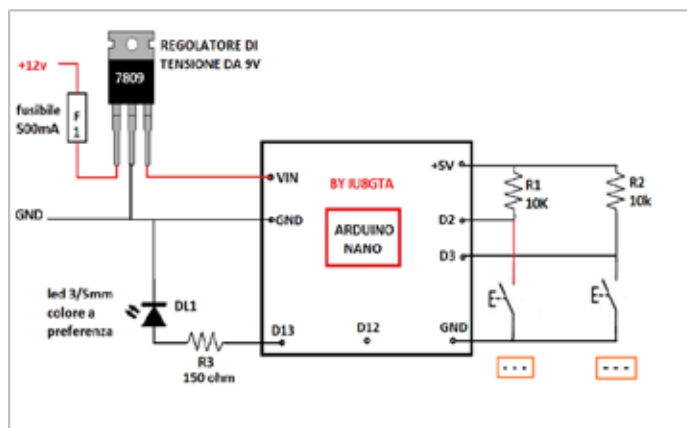 REGOLATORE DI
TENSIONE DA 9V
+12v
7809
fusibile
500mA
F
1
VIN
BY IU8GTA
+5V
R1
10K
R2
10k
GND
GND
ARDUINO
NANO
D2
D3
led 3/5mm
colore a
preferenza
DL1
D13
D12
GND
R3
150 ohm
E
E
- - -
- - -